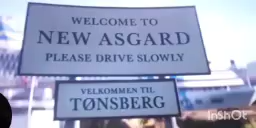 WELCOME TO
NEW ASGARD
PLEASE DRIVE SLOWLY
VELKOMMEN TIL
TØNSBERG
InShOt